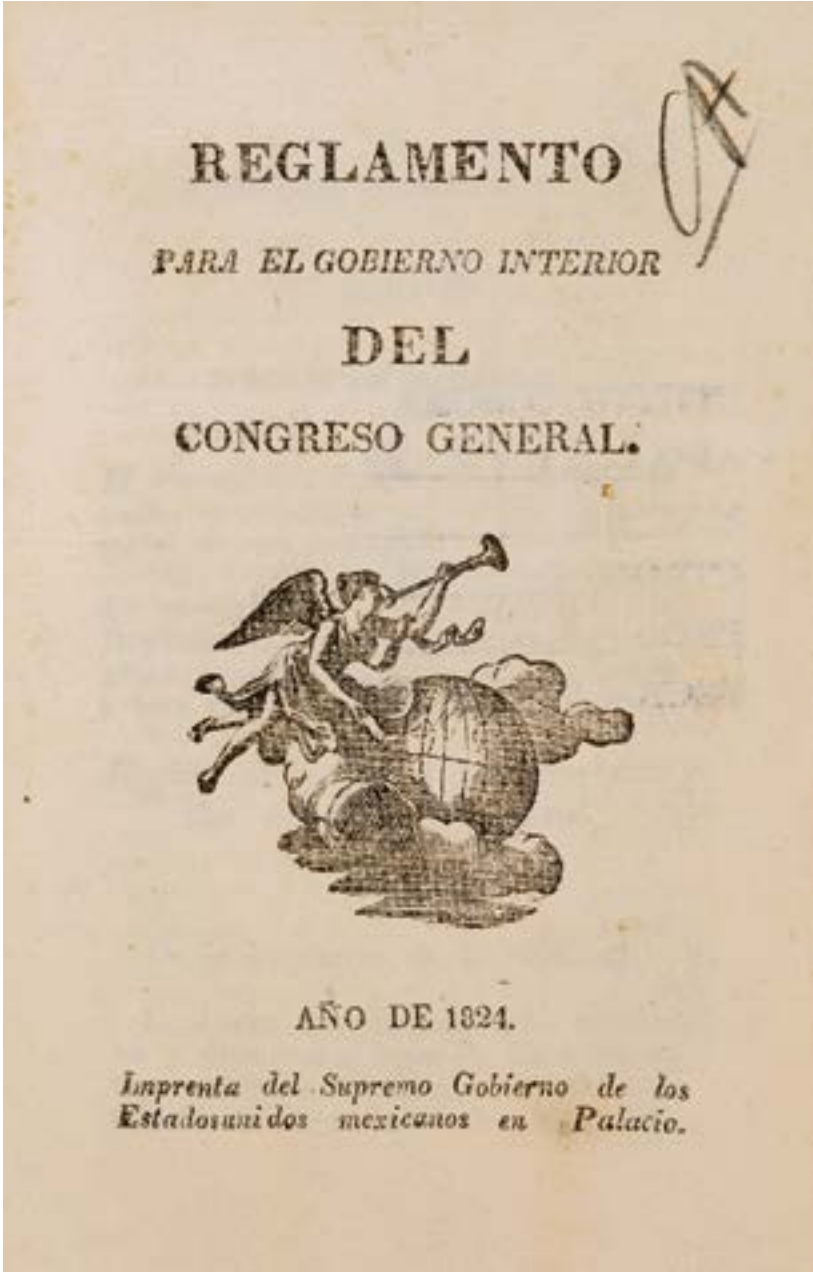 REGLAMENTO
PARA EL GOBIERNO INTERIOR
DEL
CONGRESO GENERAL.
AÑO DE 1824.
Imprenta del Supremo Gobierno de los
Estadosunidos mexicanos en Palacio.